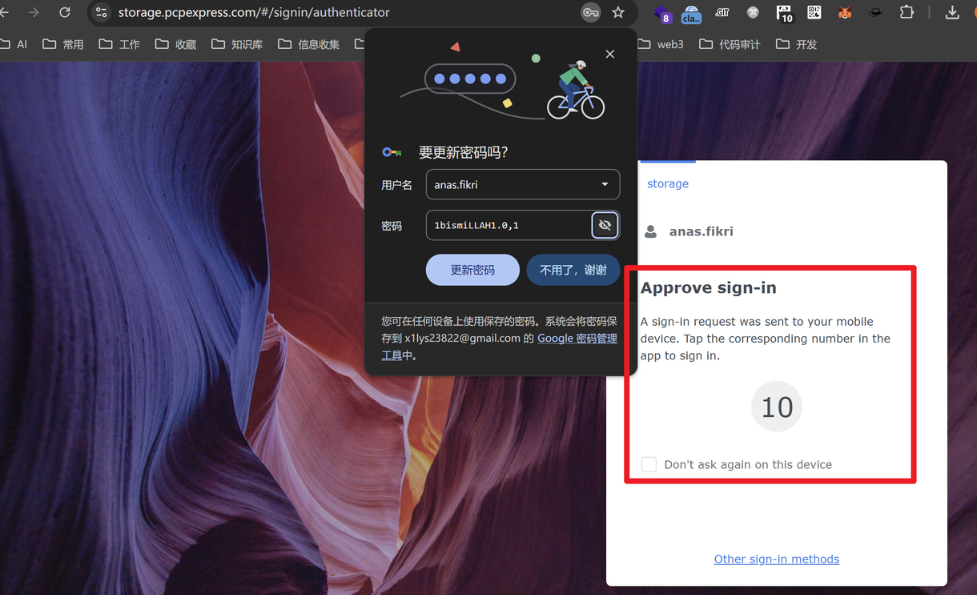 storage.pcpexpress.com/#/signin/authenticator
8
cla..
10
AI
常用
工作
收藏
知识库
信息收集
web3
代码审计
开发
要更新密码吗?
用户名
anas.fikri
密码
1bismiLLAH1.0,1
更新密码
不用了，谢谢
您可在任何设备上使用保存的密码。系统会将密码保
存到 x1lys23822@gmail.com 的 Google 密码管理
工具中。
storage
anas.fikri
Approve sign-in
A sign-in request was sent to your mobile
device. Tap the corresponding number in the
app to sign in.
10
Don't ask again on this device
Other sign-in methods